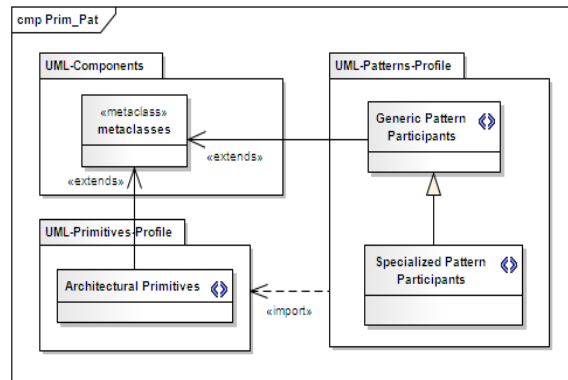 cmp Prim_Pat
UML-Components
UML-Patterns-Profile
«metaclass»
metaclasses
Generic Pattern
Participants
«extends»
«extends»
UML-Primitives-Profile
Architectural Primitives
Specialized Pattern
Participants
«import»